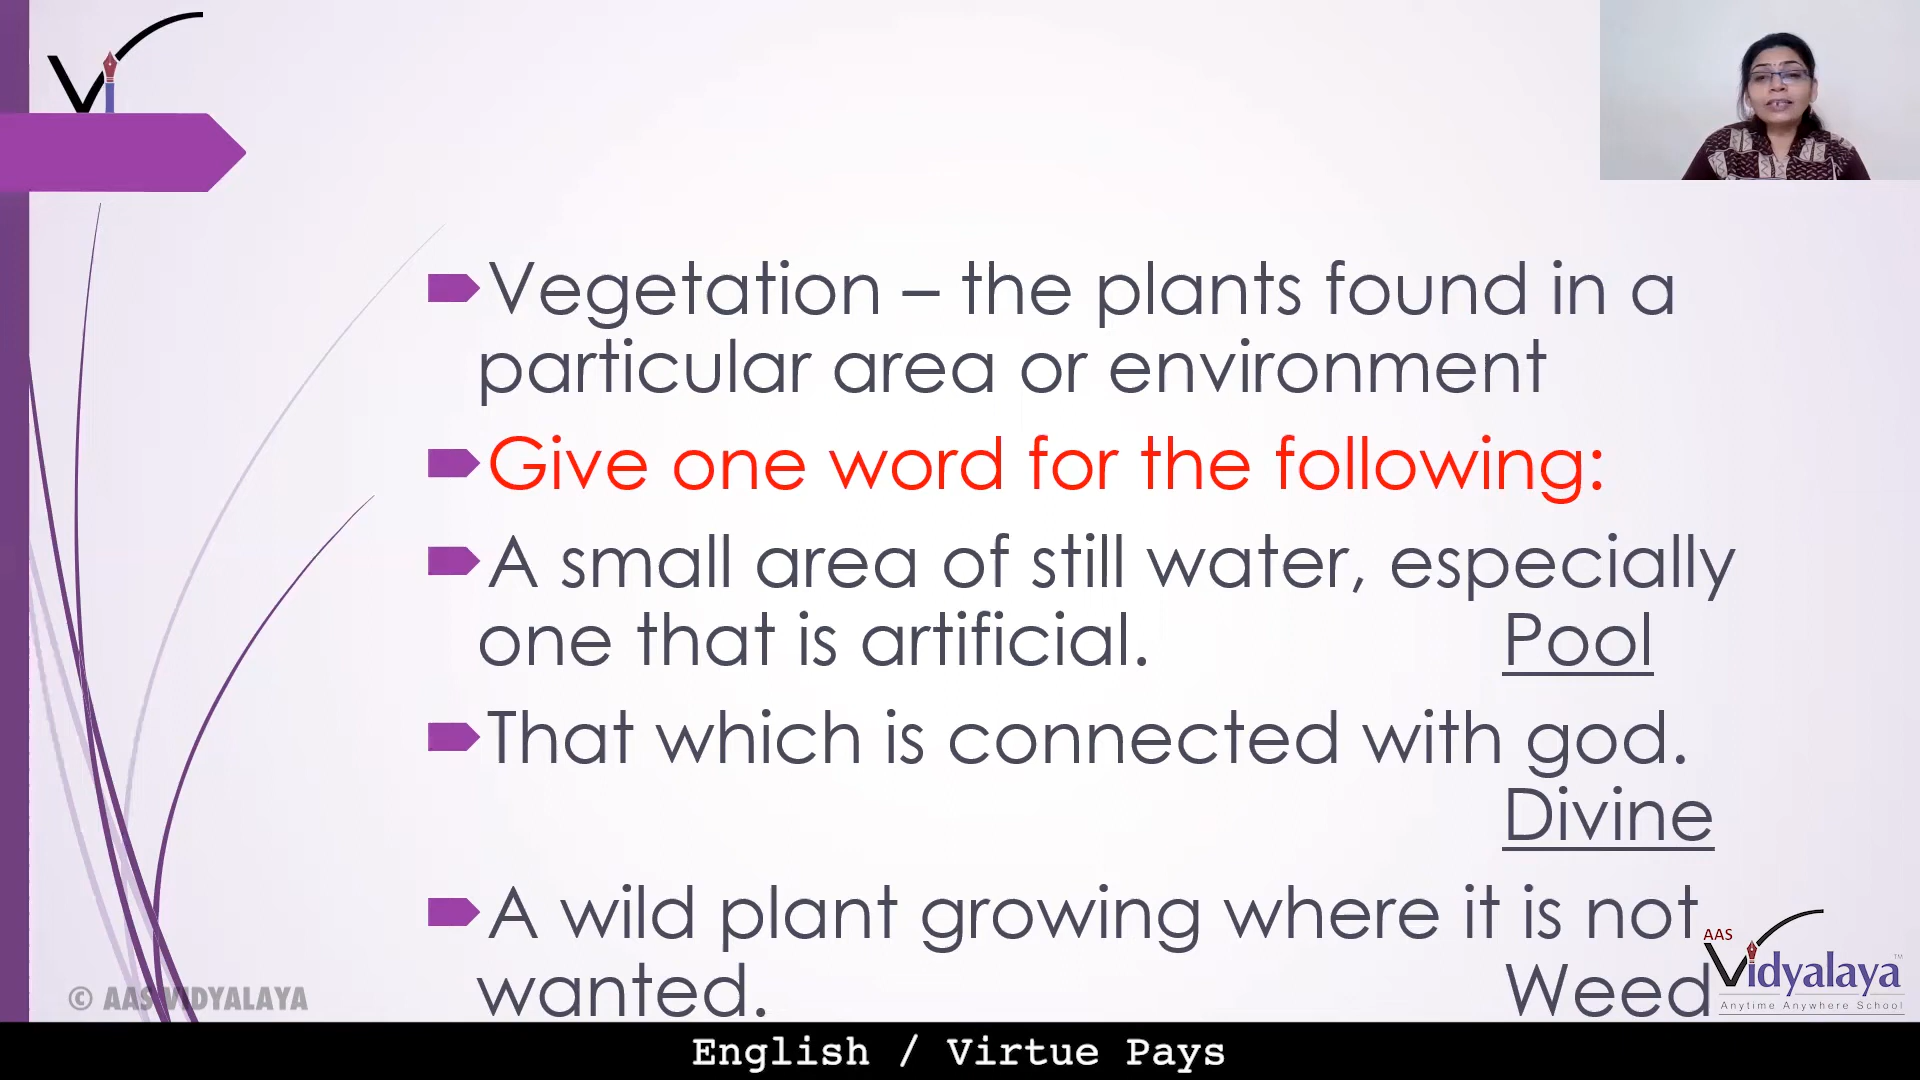 Vi
Vegetation – the plants found in a
particular area or environment
Give one word for the following:
A small area of still water, especially
one that is artificial. Pool
That which is connected with god.
Divine
A wild plant growing where it is not
wanted. Weed
AAS
Vidyalaya™
Anytime Anywhere School
© AAS VIDYALAYA
English / Virtue Pays